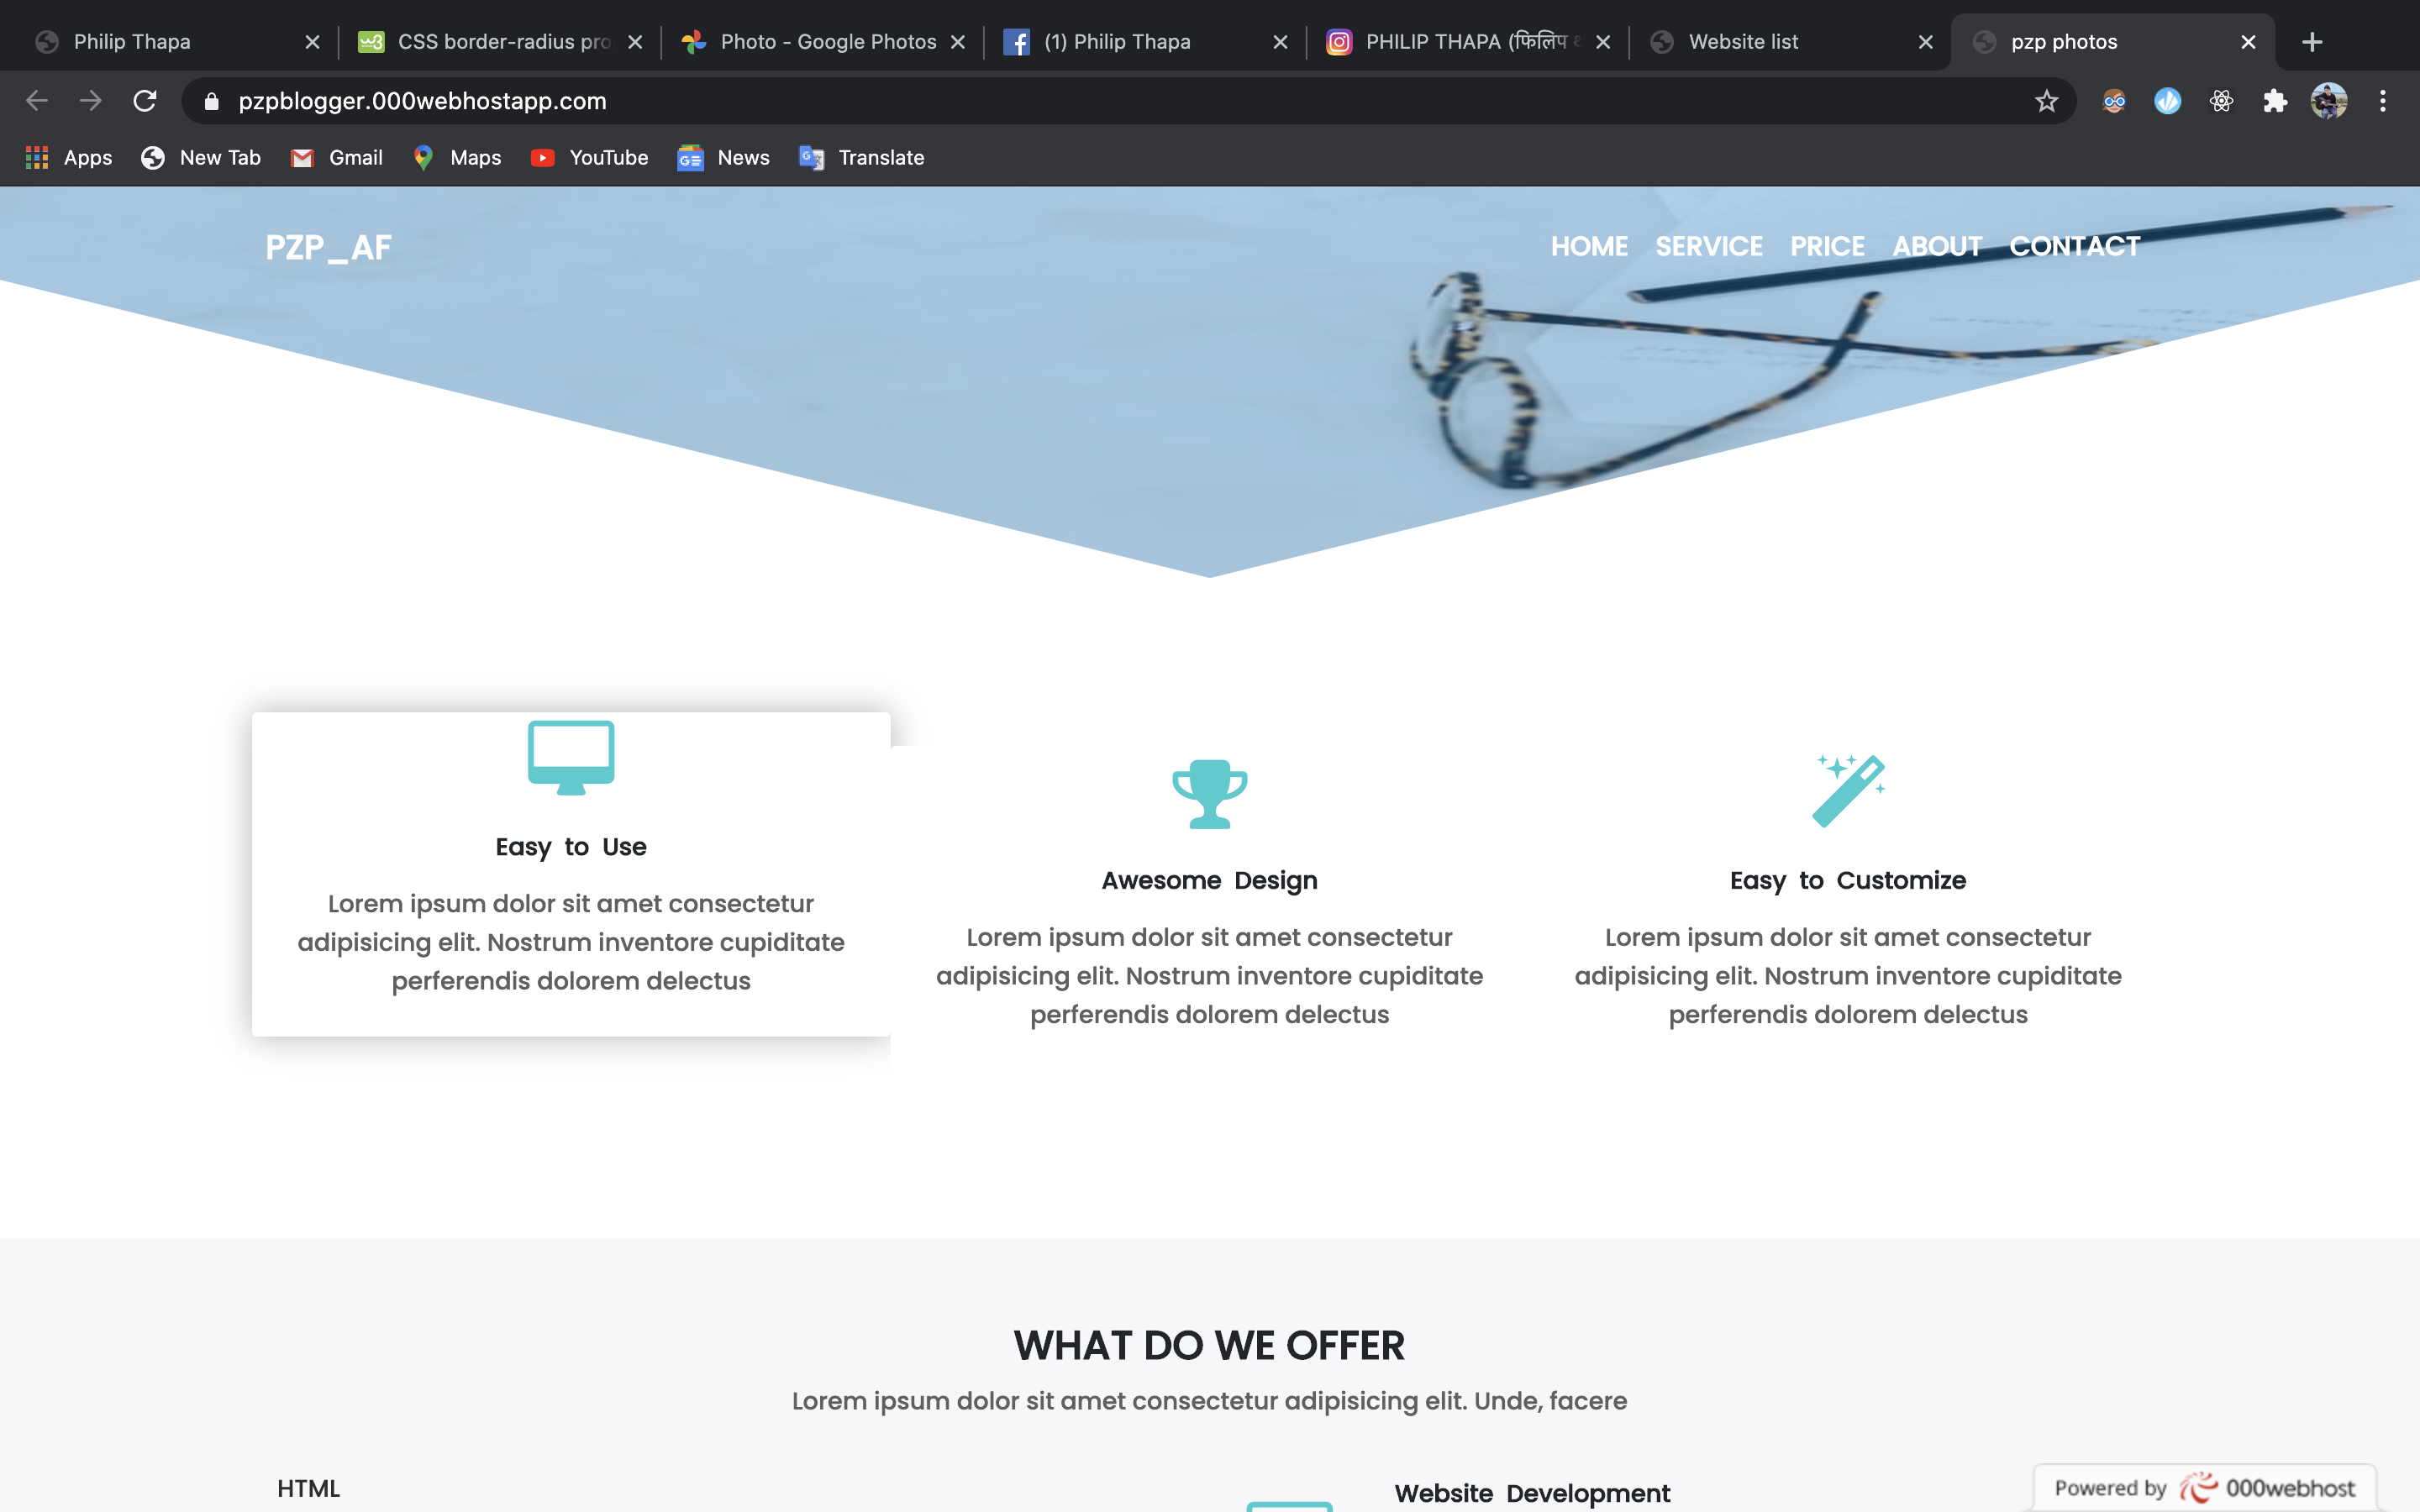 Philip Thapa
CSS border-radius pro
Photo - Google Photos
(1) Philip Thapa
PHILIP THAPA (फिलिप
Website list
pzp photos
pzpblogger.000webhostapp.com
Apps
New Tab
Gmail
Maps
YouTube
News
Translate
PZP_AF
HOME SERVICE PRICE ABOUT CONTACT
Easy to Use
Lorem ipsum dolor sit amet consectetur
adipisicing elit. Nostrum inventore cupiditate
perferendis dolorem delectus
Awesome Design
Lorem ipsum dolor sit amet consectetur
adipisicing elit. Nostrum inventore cupiditate
perferendis dolorem delectus
Easy to Customize
Lorem ipsum dolor sit amet consectetur
adipisicing elit. Nostrum inventore cupiditate
perferendis dolorem delectus
WHAT DO WE OFFER
Lorem ipsum dolor sit amet consectetur adipisicing elit. Unde, facere
HTML
Website Development
Powered by 000webhost